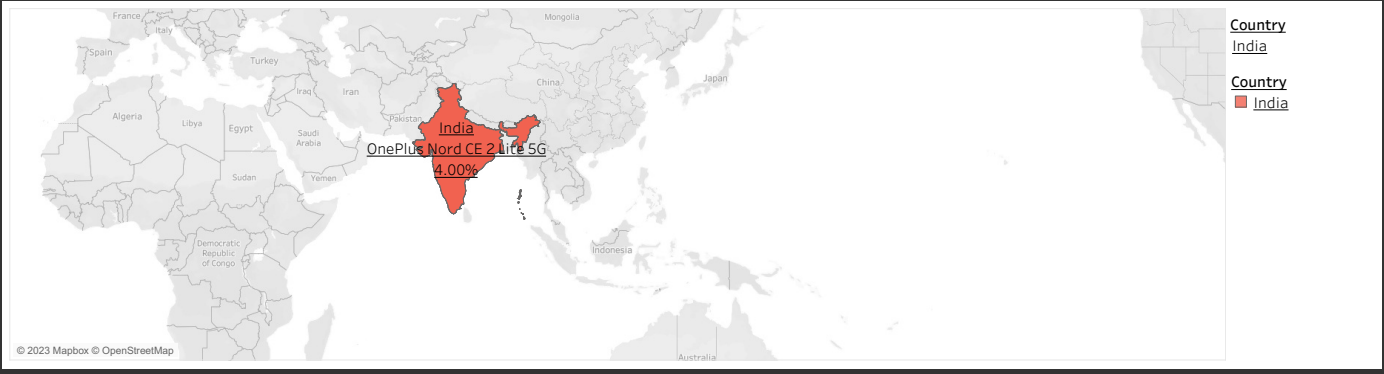 France
Mongolia
Italy
Spain
Turkey
China
Japan
Iraq
Iran
Pakistan
Algeria
Libya
Egypt
Saudi
Arabia
India
OnePlus Nord CE 2 Lite 5G
4.00%
Sudan
Yemen
Democratic
Republic
of Congo
Indonesia
Australia
© 2023 Mapbox © OpenStreetMap
Country
India
Country
India